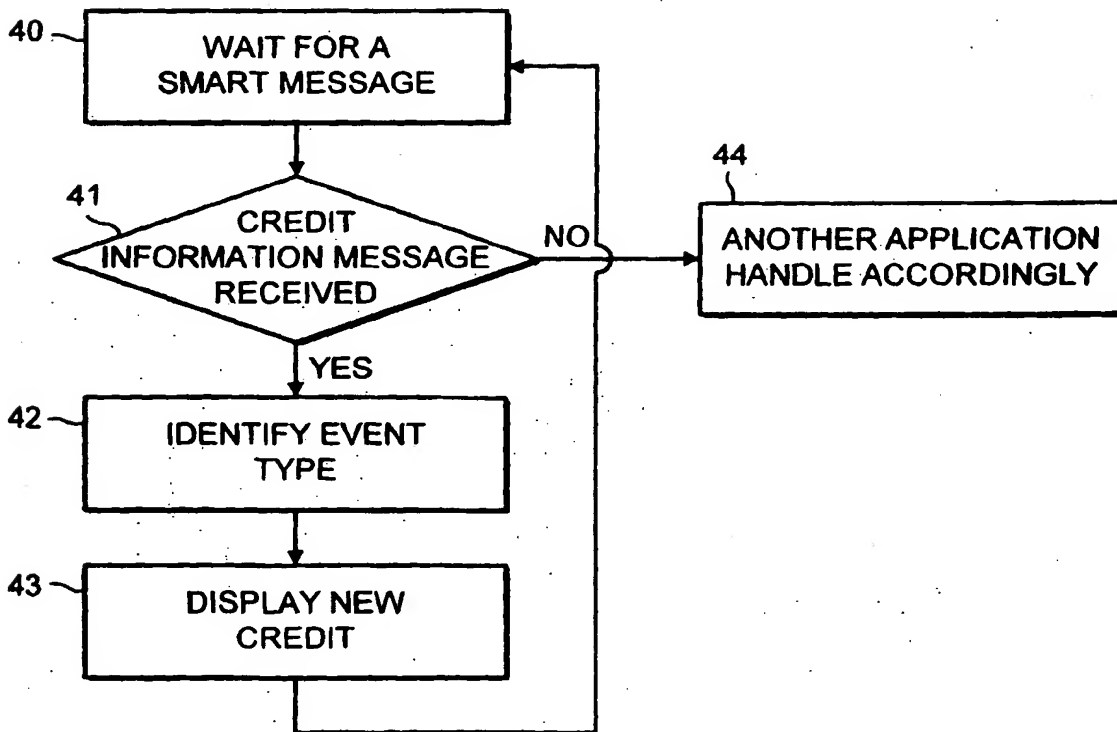 40
WAIT FOR A
SMART MESSAGE
41
CREDIT
INFORMATION MESSAGE
RECEIVED
NO
44
ANOTHER APPLICATION
HANDLE ACCORDINGLY
YES
42
IDENTIFY EVENT
TYPE
43
DISPLAY NEW
CREDIT